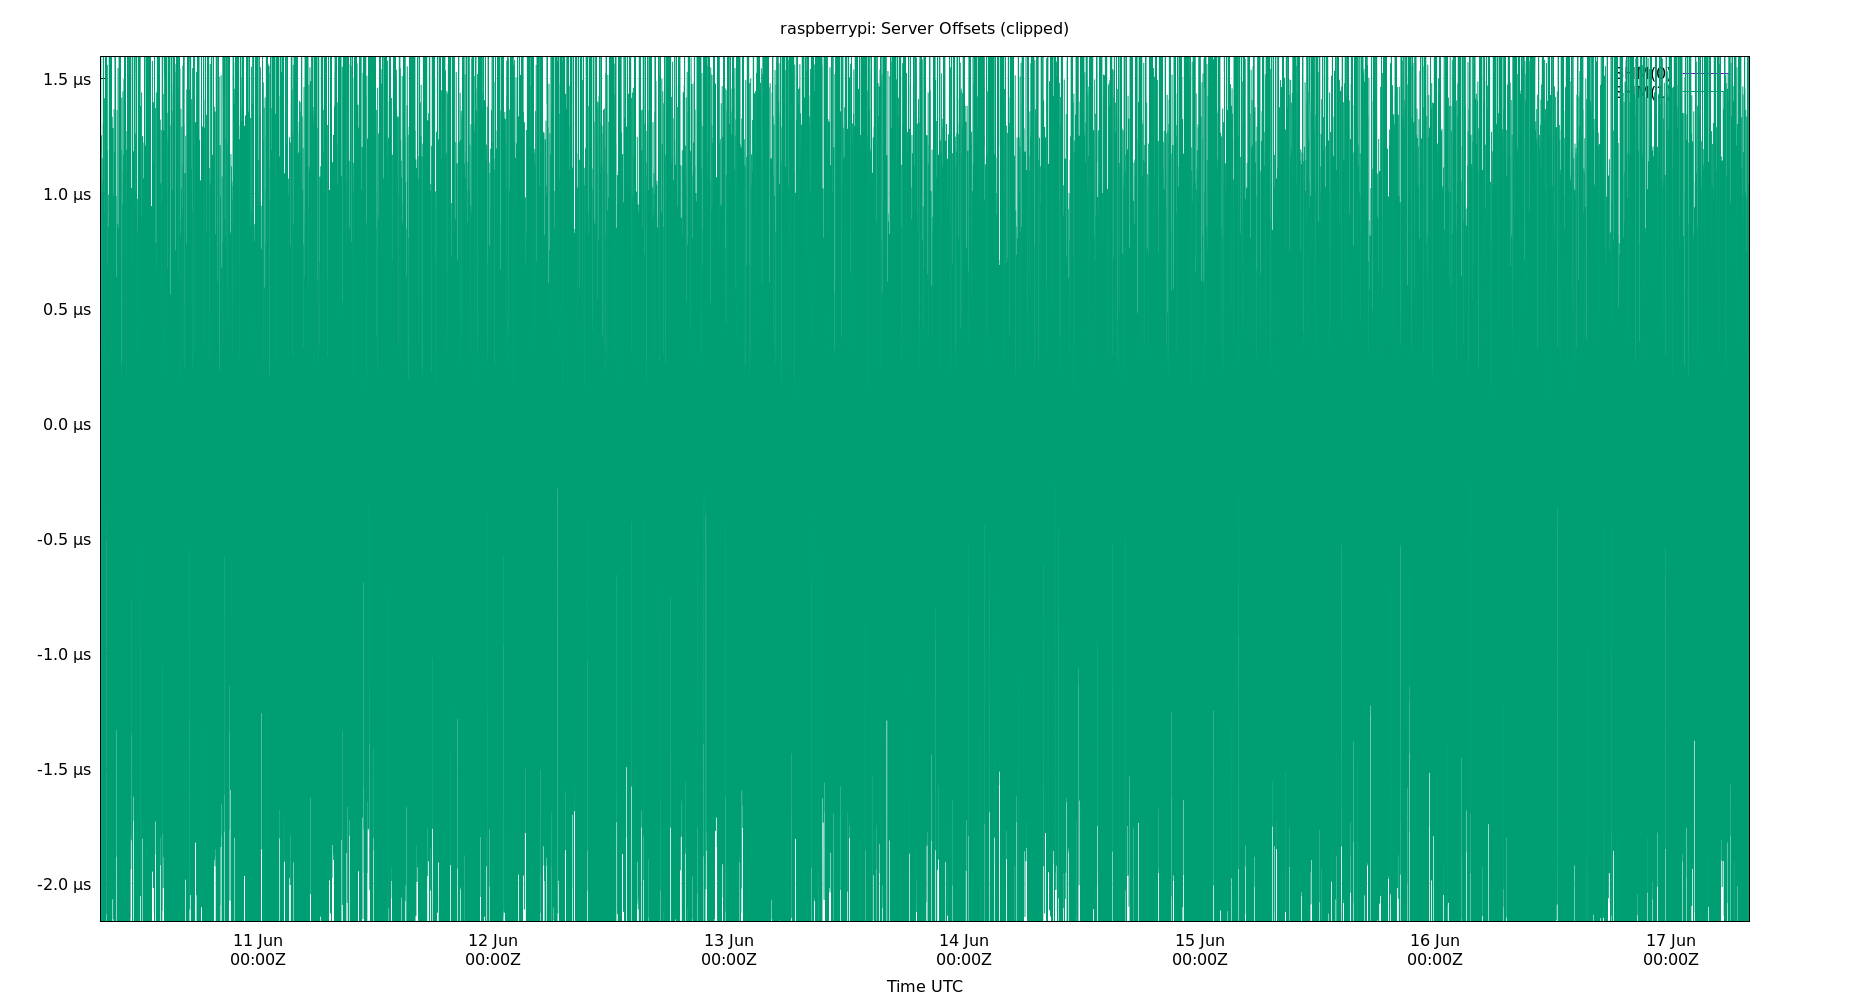 raspberrypi: Server Offsets (clipped)
1.5 µs
SHM(0)
1.0 µs
0.5 µs
0.0 µs
-0.5 µs
-1.0 µs
-1.5 µs
-2.0 µs
11 Jun 12 Jun 13 Jun 14 Jun 15 Jun 16 Jun 17 Jun
00:00Z 00:00Z 00:00Z 00:00Z 00:00Z 00:00Z 00:00Z
Time UTC